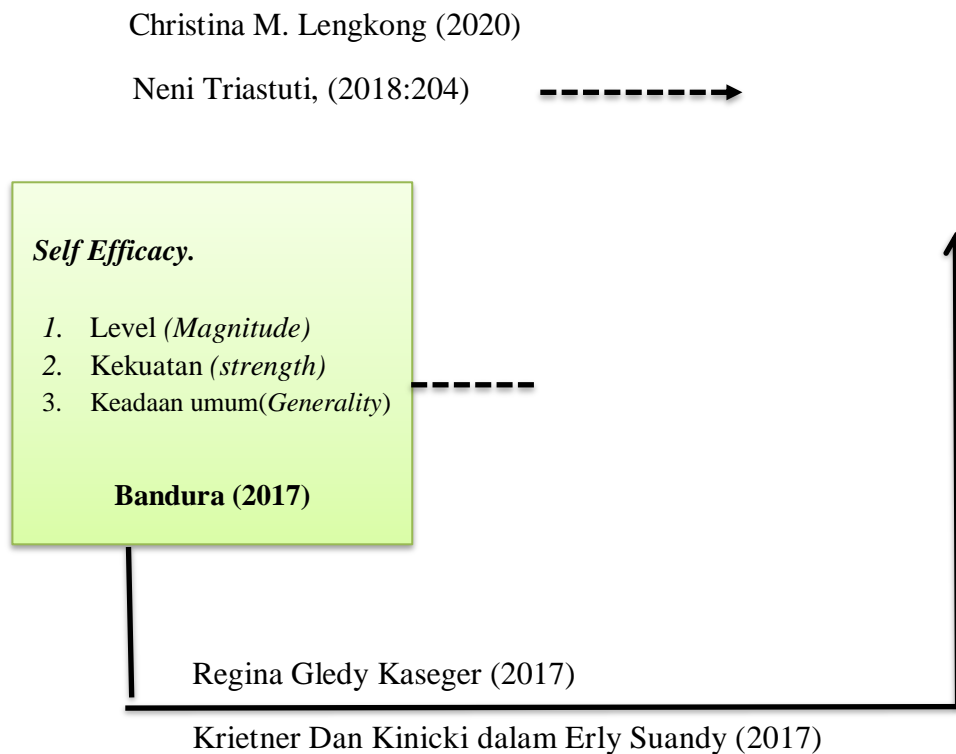 Christina M. Lengkong (2020)
Neni Triastuti, (2018:204)
Self Efficacy.
1. Level (Magnitude)
2. Kekuatan (strength)
3. Keadaan umum(Generality)
Bandura (2017)
Regina Gledy Kaseger (2017)
Krietner Dan Kinicki dalam Erly Suandy (2017)